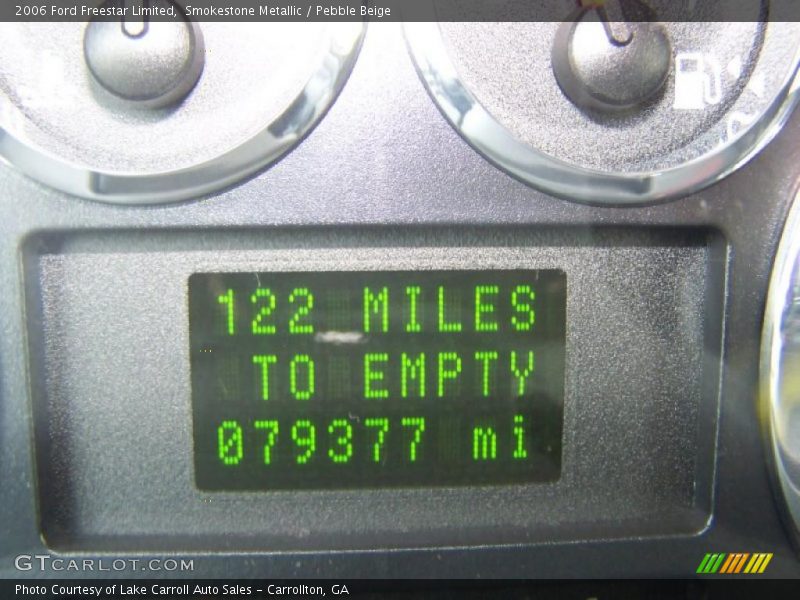 2006 Ford Freestar Limited, Smokestone Metallic / Pebble Beige
122 MILES
TO EMPTY
079377 mi
GTCARLOT.COM
Photo Courtesy of Lake Carroll Auto Sales - Carrollton, GA